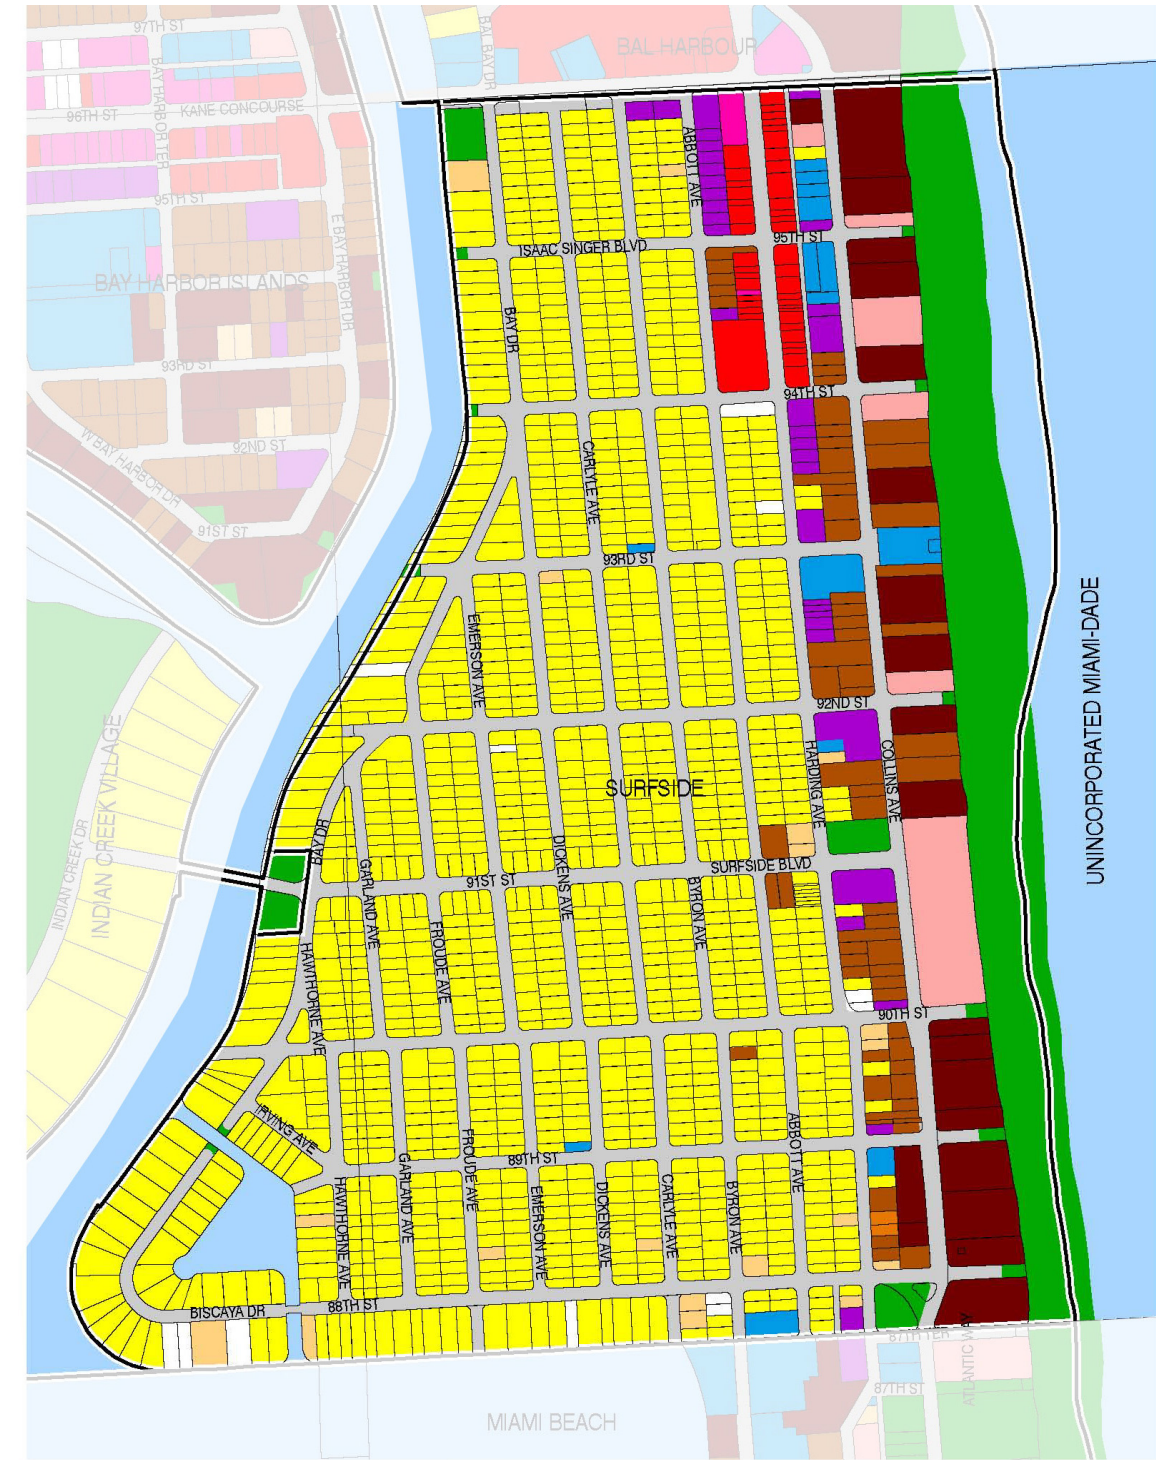 97TH ST
BAL BAY DR
BAL HARBOUR
BAY HARBOR TER
KANE CONCOURSE
96TH ST
ABBOTT AVE
95TH ST
E BAY HARBOR DR
95TH ST
ISAAC SINGER BLVD
BAY HARBOR ISLANDS
BAY DR
93RD ST
94TH ST
92ND ST
W BAY HARBOR DR
CARLYLE AVE
91ST ST
93RD ST
UNINCORPORATED MIAMI-DADE
EMERSON AVE
92ND ST
INDIAN CREEK VILLAGE
HARDING AVE
COLLINS AVE
SURFSIDE
INDIAN CREEK DR
BAY DR
DICKENS AVE
SURFSIDE BLVD
91ST ST
GARLAND AVE
BYRON AVE
FROUDE AVE
HAWTHORNE AVE
90TH ST
IRVING AVE
ABBOTT AVE
89TH ST
FROUDE AVE
GARLAND AVE
HAWTHORNE AVE
EMERSON AVE
DICKENS AVE
CARLYLE AVE
BYRON AVE
BISCAYA DR
88TH ST
87TH TER
ATLANTIC WAY
87TH ST
MIAMI BEACH